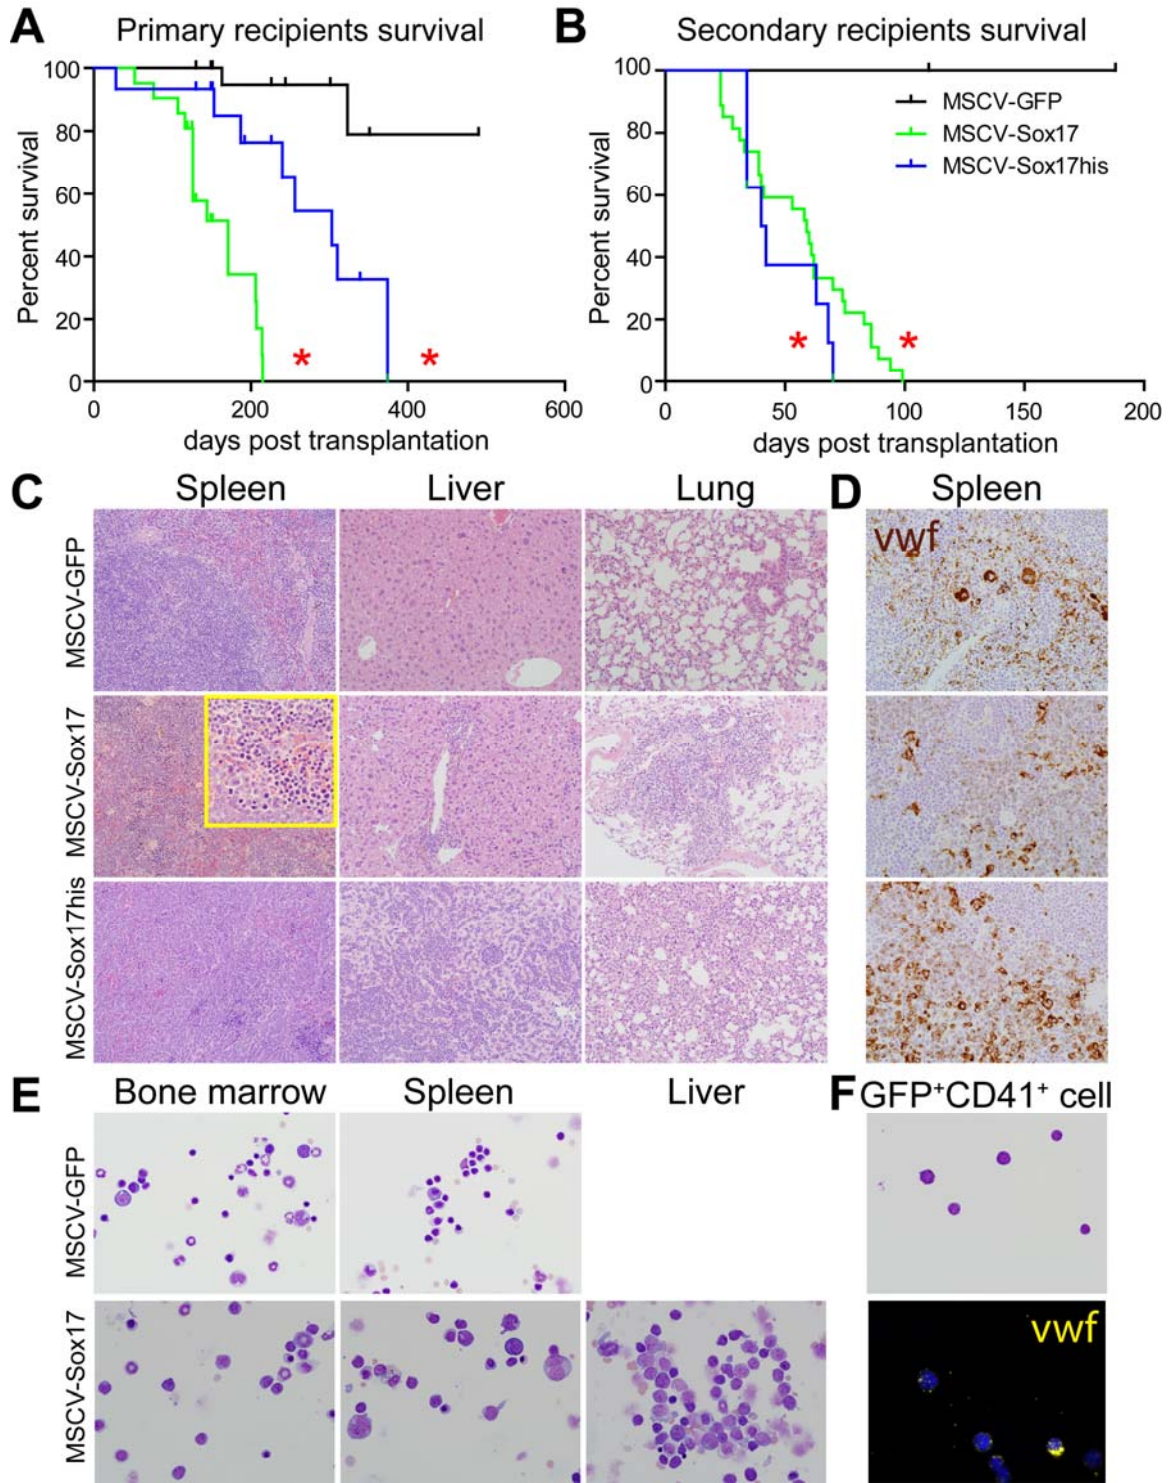 A Primary recipients survival
100
80
60
40
20
0
Percent survival
0 200 400 600
days post transplantation
*
*
B Secondary recipients survival
100
80
60
40
20
0
Percent survival
0 50 100 150 200
days post transplantation
MSCV-GFP
MSCV-Sox17
MSCV-Sox17his
*
*
C Spleen Liver Lung
MSCV-GFP
MSCV-Sox17
MSCV-Sox17his
D Spleen
vwf
E Bone marrow Spleen Liver
MSCV-GFP
MSCV-Sox17
F GFP⁺CD41⁺ cell
vwf